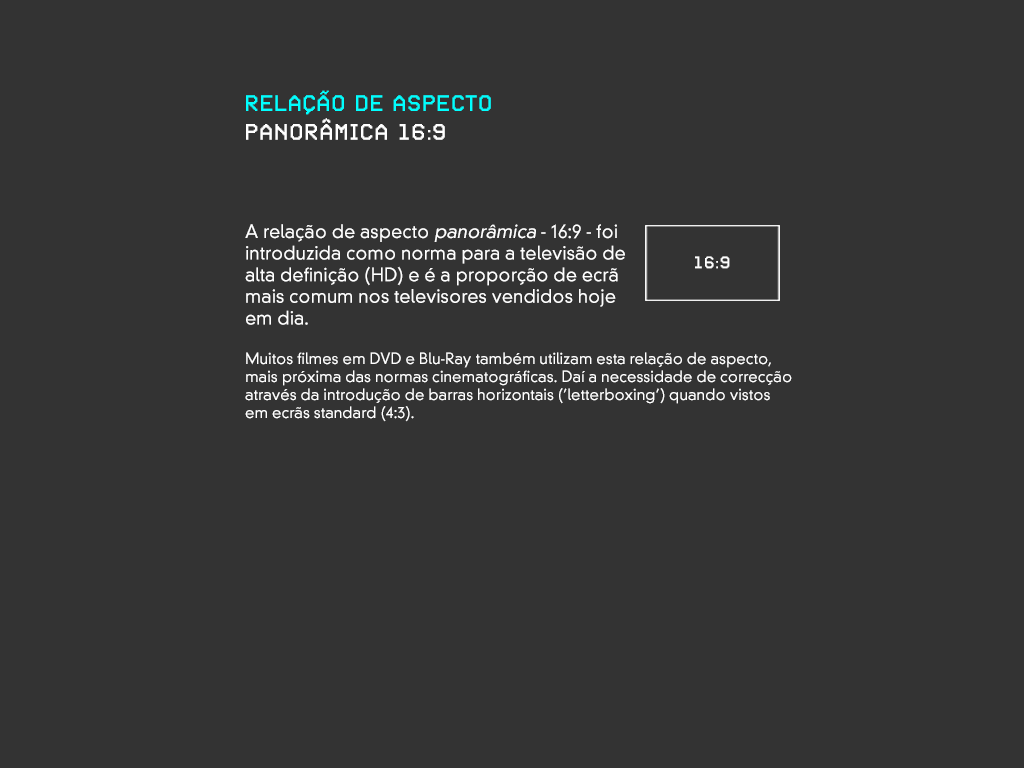 RELAÇÃO DE ASPECTO
PANORÂMICA 16:9
A relação de aspecto panorâmica - 16:9 - foi
introduzida como norma para a televisão de
alta definição (HD) e é a proporção de ecrã
mais comum nos televisores vendidos hoje
em dia.
16:9
Muitos filmes em DVD e Blu-Ray também utilizam esta relação de aspecto,
mais próxima das normas cinematográficas. Daí a necessidade de correcção
através da introdução de barras horizontais ('letterboxing') quando vistos
em ecrãs standard (4:3).